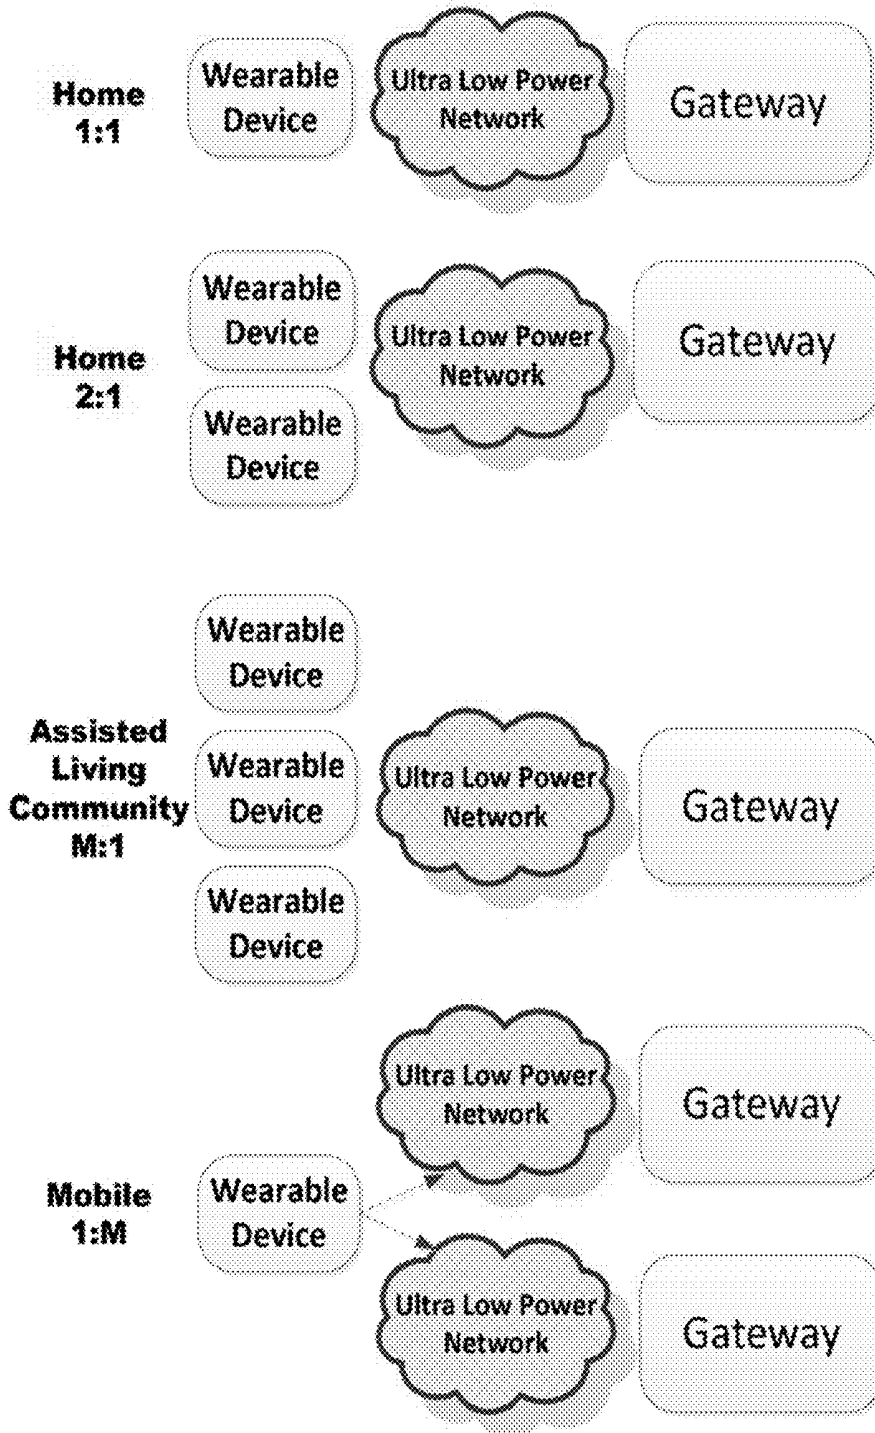 Home
1:1
Wearable
Device
Ultra Low Power
Network
Gateway
Home
2:1
Wearable
Device
Wearable
Device
Ultra Low Power
Network
Gateway
Assisted
Living
Community
M:1
Wearable
Device
Wearable
Device
Wearable
Device
Ultra Low Power
Network
Gateway
Mobile
1:M
Wearable
Device
Ultra Low Power
Network
Gateway
Ultra Low Power
Network
Gateway